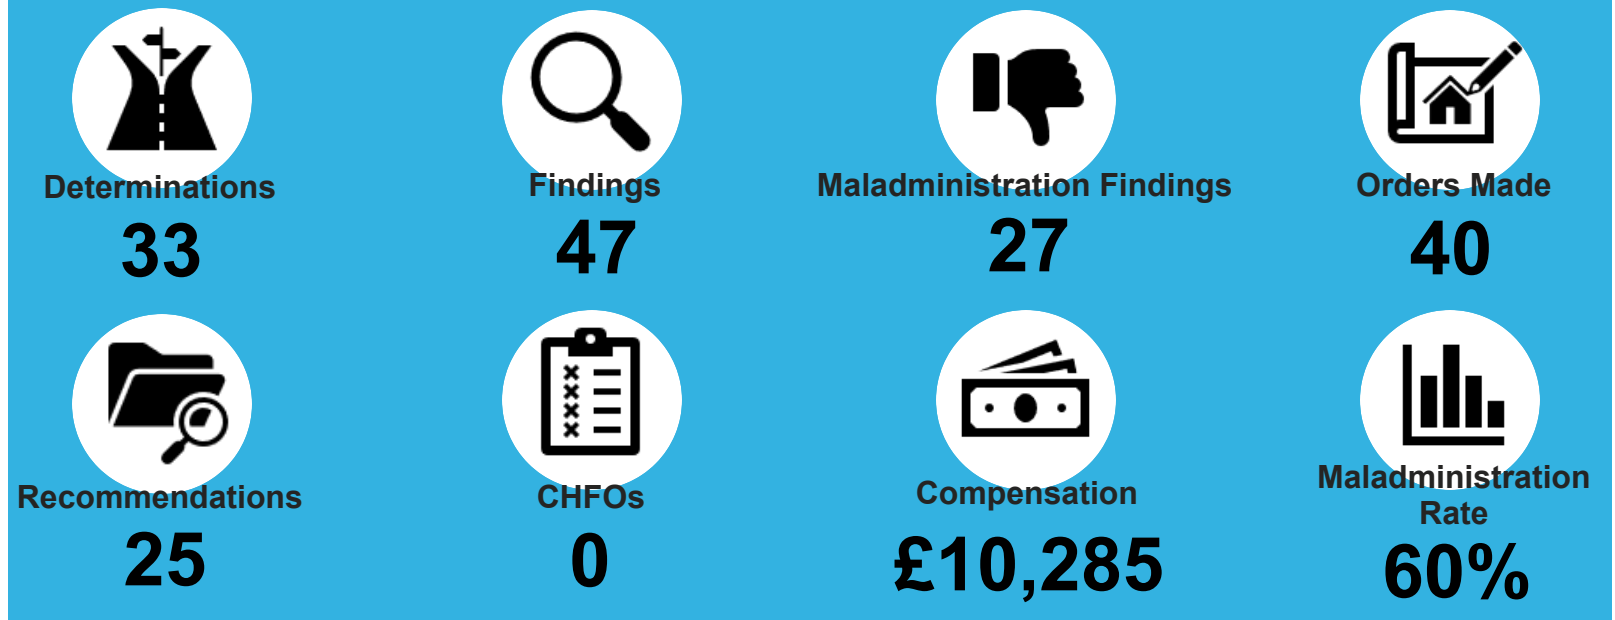 Determinations
33
Findings
47
Maladministration Findings
27
Orders Made
40
Recommendations
25
CHFOs
0
Compensation
£10,285
Maladministration
Rate
60%